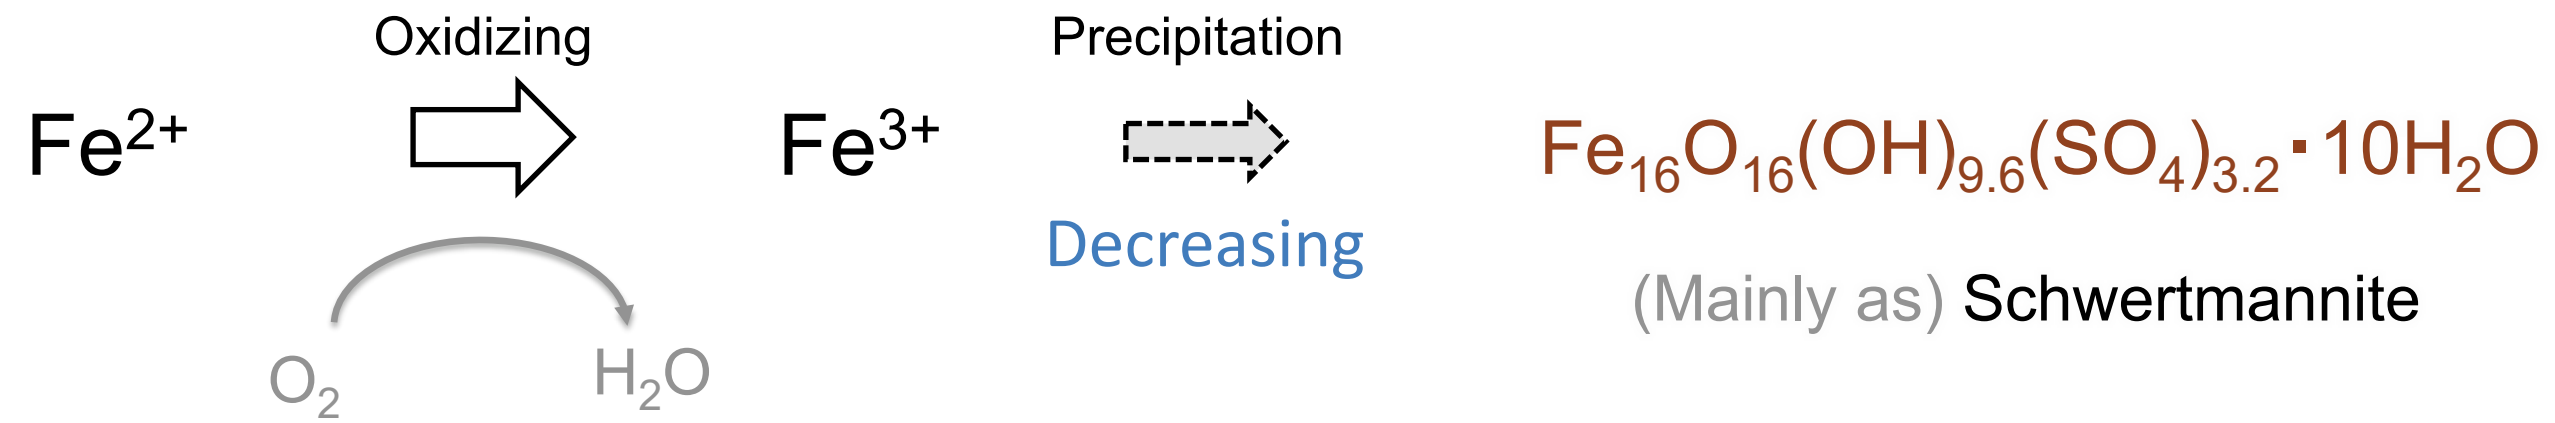 Oxidizing
Precipitation
Fe²⁺
Fe³⁺
Fe₁₆O₁₆(OH)₉.₆(SO₄)₃.₂·10H₂O
Decreasing
(Mainly as) Schwertmannite
O₂
H₂O